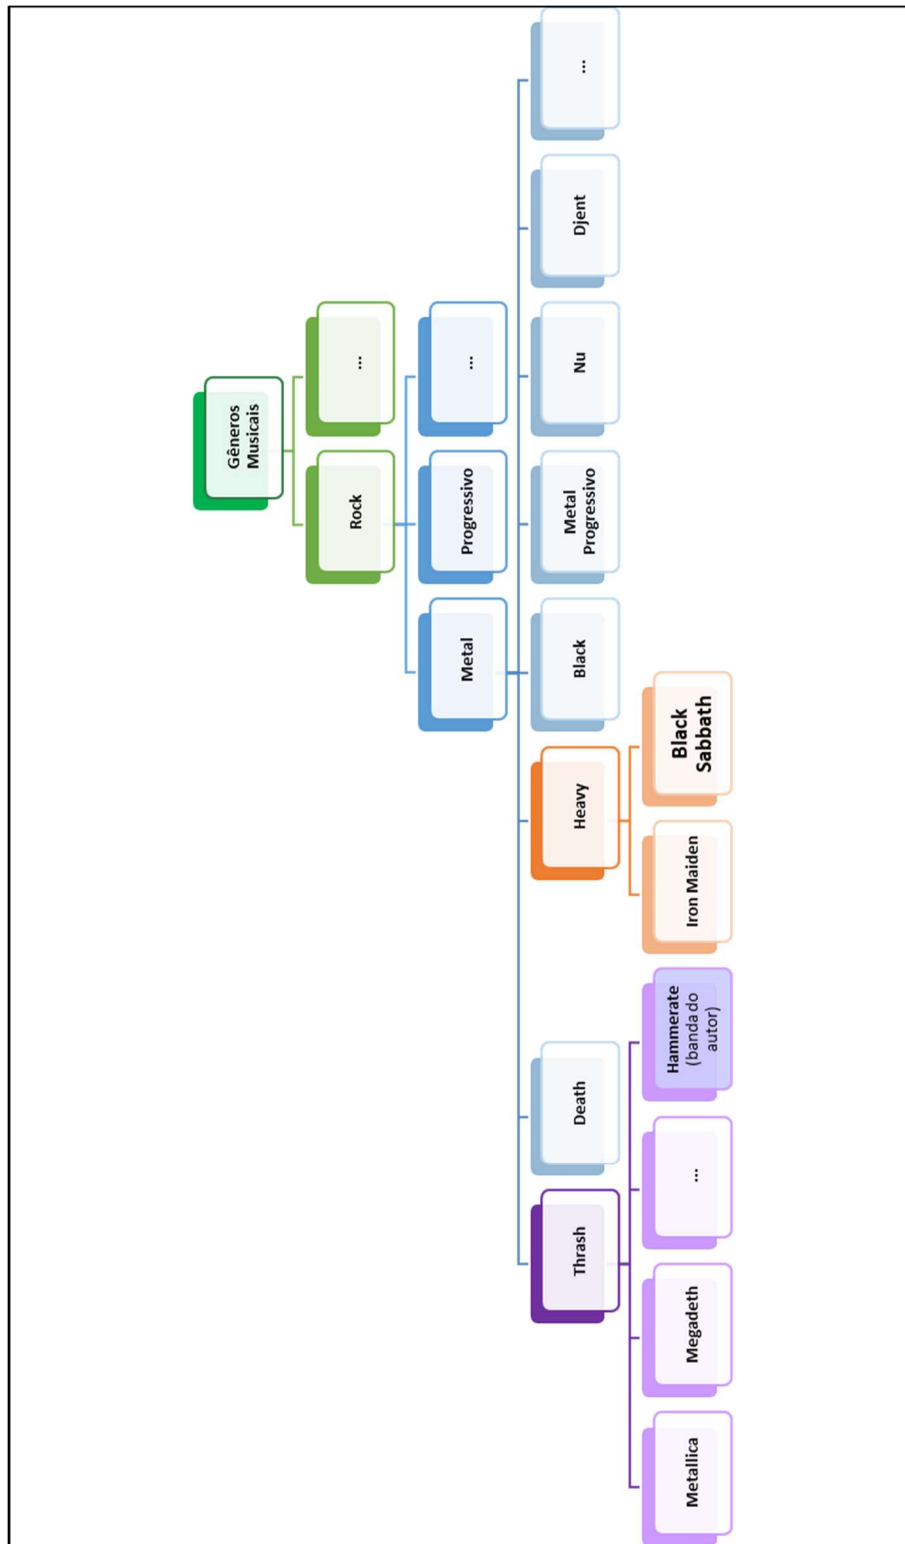 Gêneros
Musicais
Rock
...
Metal
Progressivo
...
Thrash
Death
Heavy
Black
Metal
Progressivo
Nu
Djent
...
Metallica
Megadeth
...
Hammerate
(banda do
autor)
Iron Maiden
Black
Sabbath